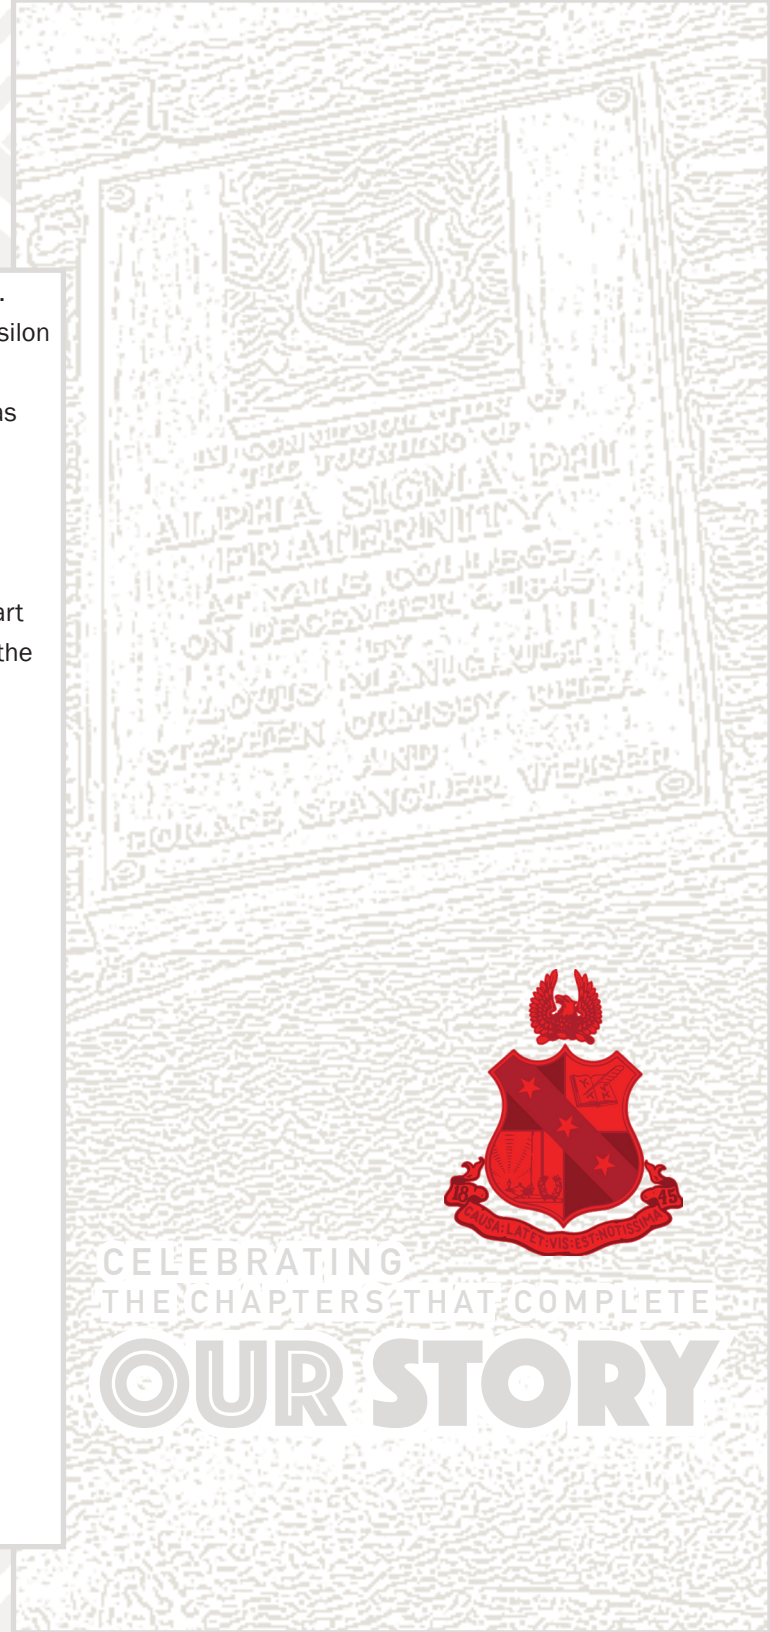 .
silon
as
art
the
IN COMMEMORATION OF
THE FOUNDING OF
ALPHA SIGMA PHI
FRATERNITY
AT YALE COLLEGE
ON DECEMBER 6, 1845
BY
LOUIS MANIGAULT
STEPHEN ORMSBY RHEA
AND
HORACE SPANGLER WEISER
18
45
CAUSA:LATET:VIS:EST:NOTISSIMA
CELEBRATING
THE CHAPTERS THAT COMPLETE
OUR STORY